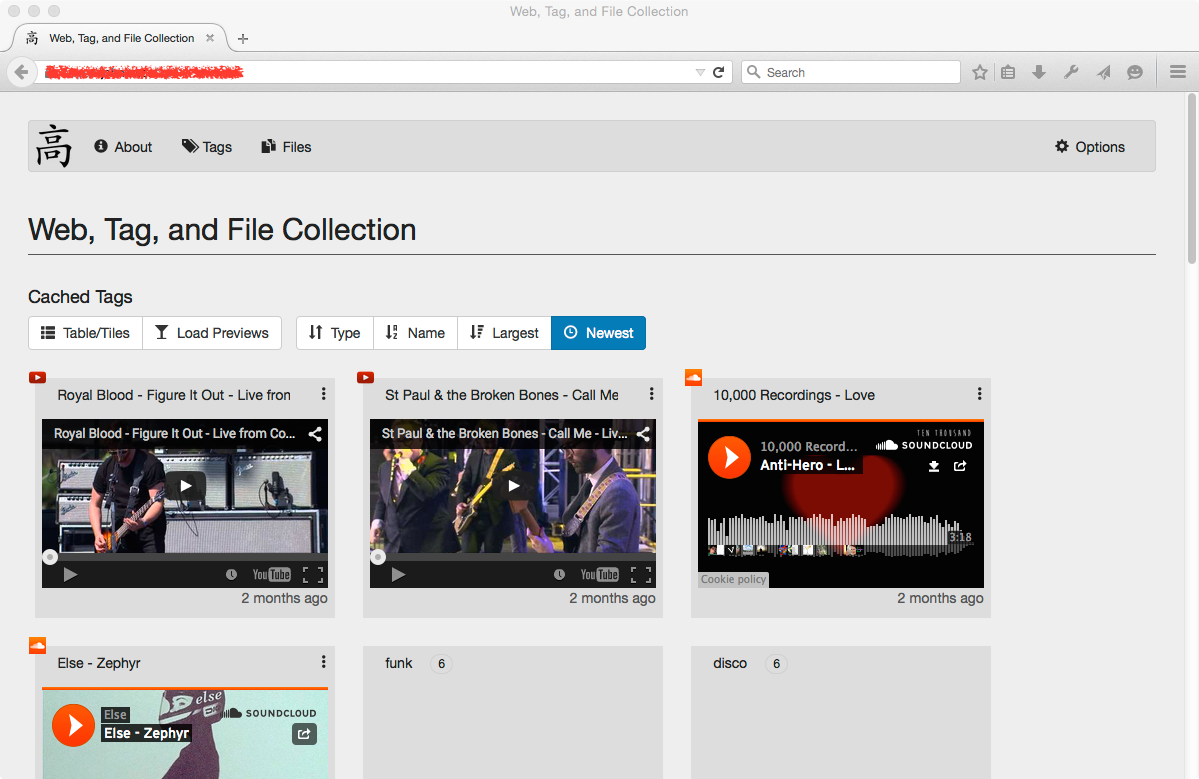 Web, Tag, and File Collection
高 Web, Tag, and File Collection
Search
高 About Tags Files Options
Web, Tag, and File Collection
Cached Tags
Table/Tiles Load Previews Type Name Largest Newest
Royal Blood - Figure It Out - Live fron
Royal Blood - Figure It Out - Live from Co...
YouTube
2 months ago
St Paul & the Broken Bones - Call Me
St Paul & the Broken Bones - Call Me - Liv...
YouTube
2 months ago
10,000 Recordings - Love
TEN THOUSAND
10,000 Record...
SOUNDCLOUD
Anti-Hero - L...
3:18
Cookie policy
2 months ago
Else - Zephyr
else
Else
SOUNDCLOUD
Else - Zephyr
funk 6
disco 6